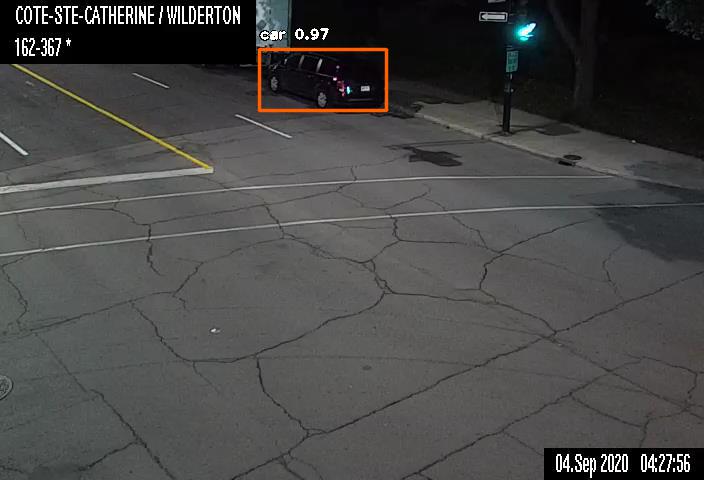 COTE-STE-CATHERINE / WILDERTON
162-367 *
car 0.97
04.Sep 2020 04:27:56